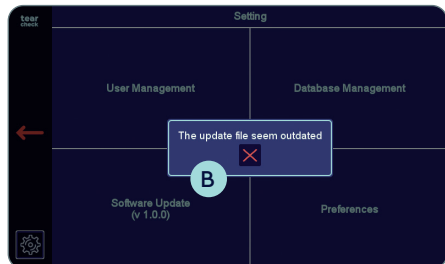 tear
check
Setting
User Management
Database Management
The update file seem outdated
B
Software Update
(v 1.0.0)
Preferences